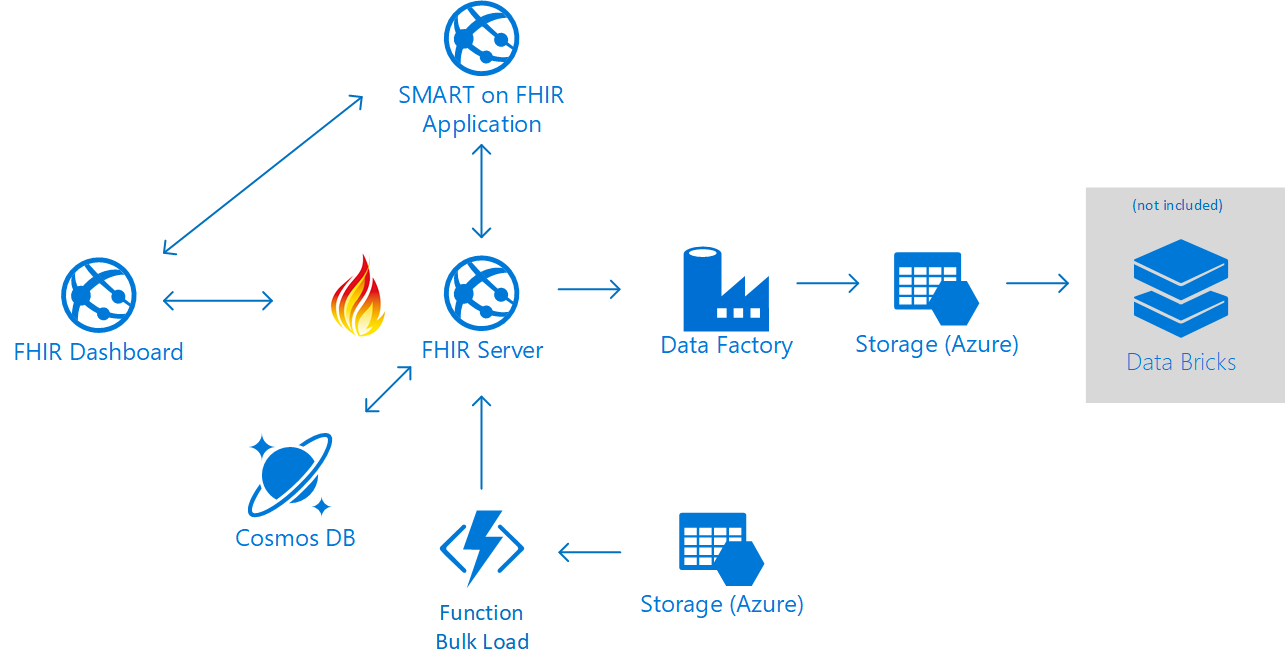 SMART on FHIR
Application
(not included)
FHIR Dashboard
FHIR Server
Data Factory
Storage (Azure)
Data Bricks
Cosmos DB
Function
Bulk Load
Storage (Azure)